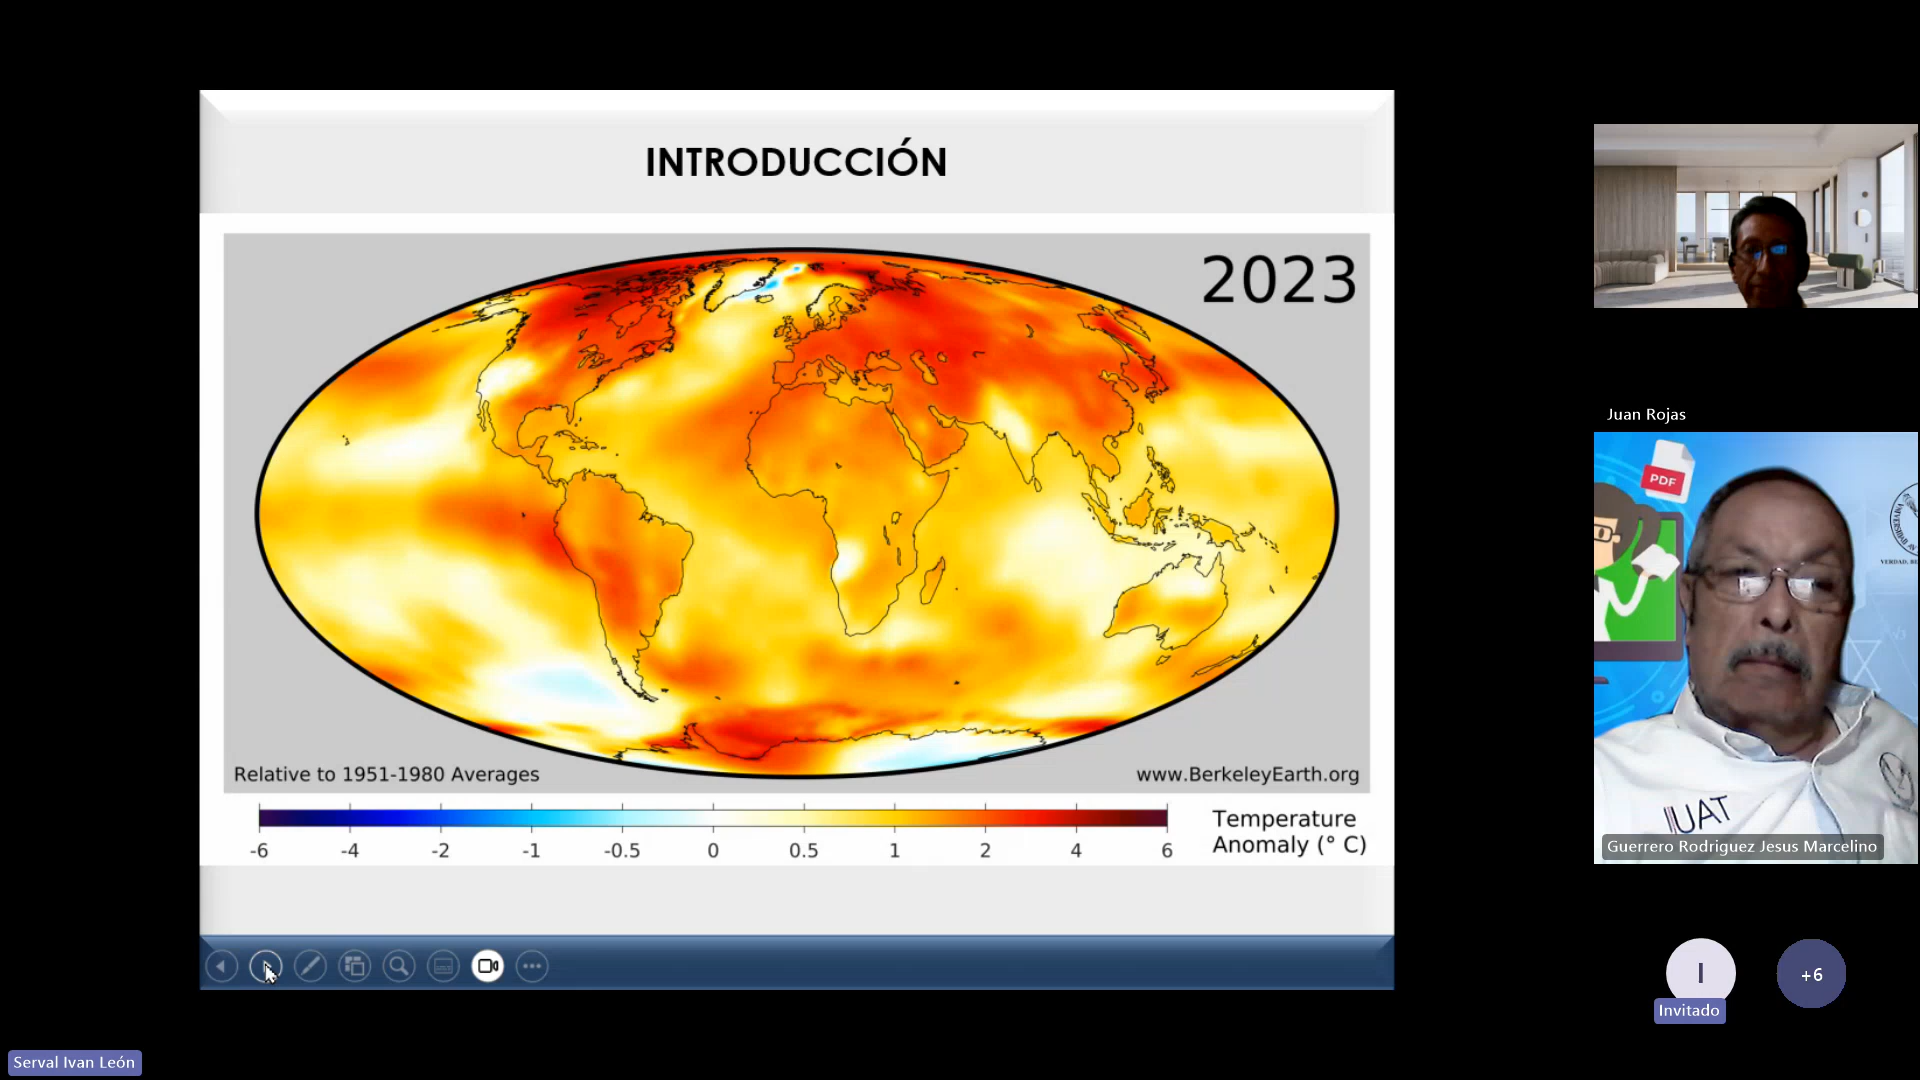 INTRODUCCIÓN
2023
Relative to 1951-1980 Averages
www.BerkeleyEarth.org
-6 -4 -2 -1 -0.5 0 0.5 1 2 4 6
Temperature
Anomaly (° C)
Juan Rojas
PDF
VERDAD, BE
UAT
Guerrero Rodriguez Jesus Marcelino
I
+6
Invitado
Serval Ivan León